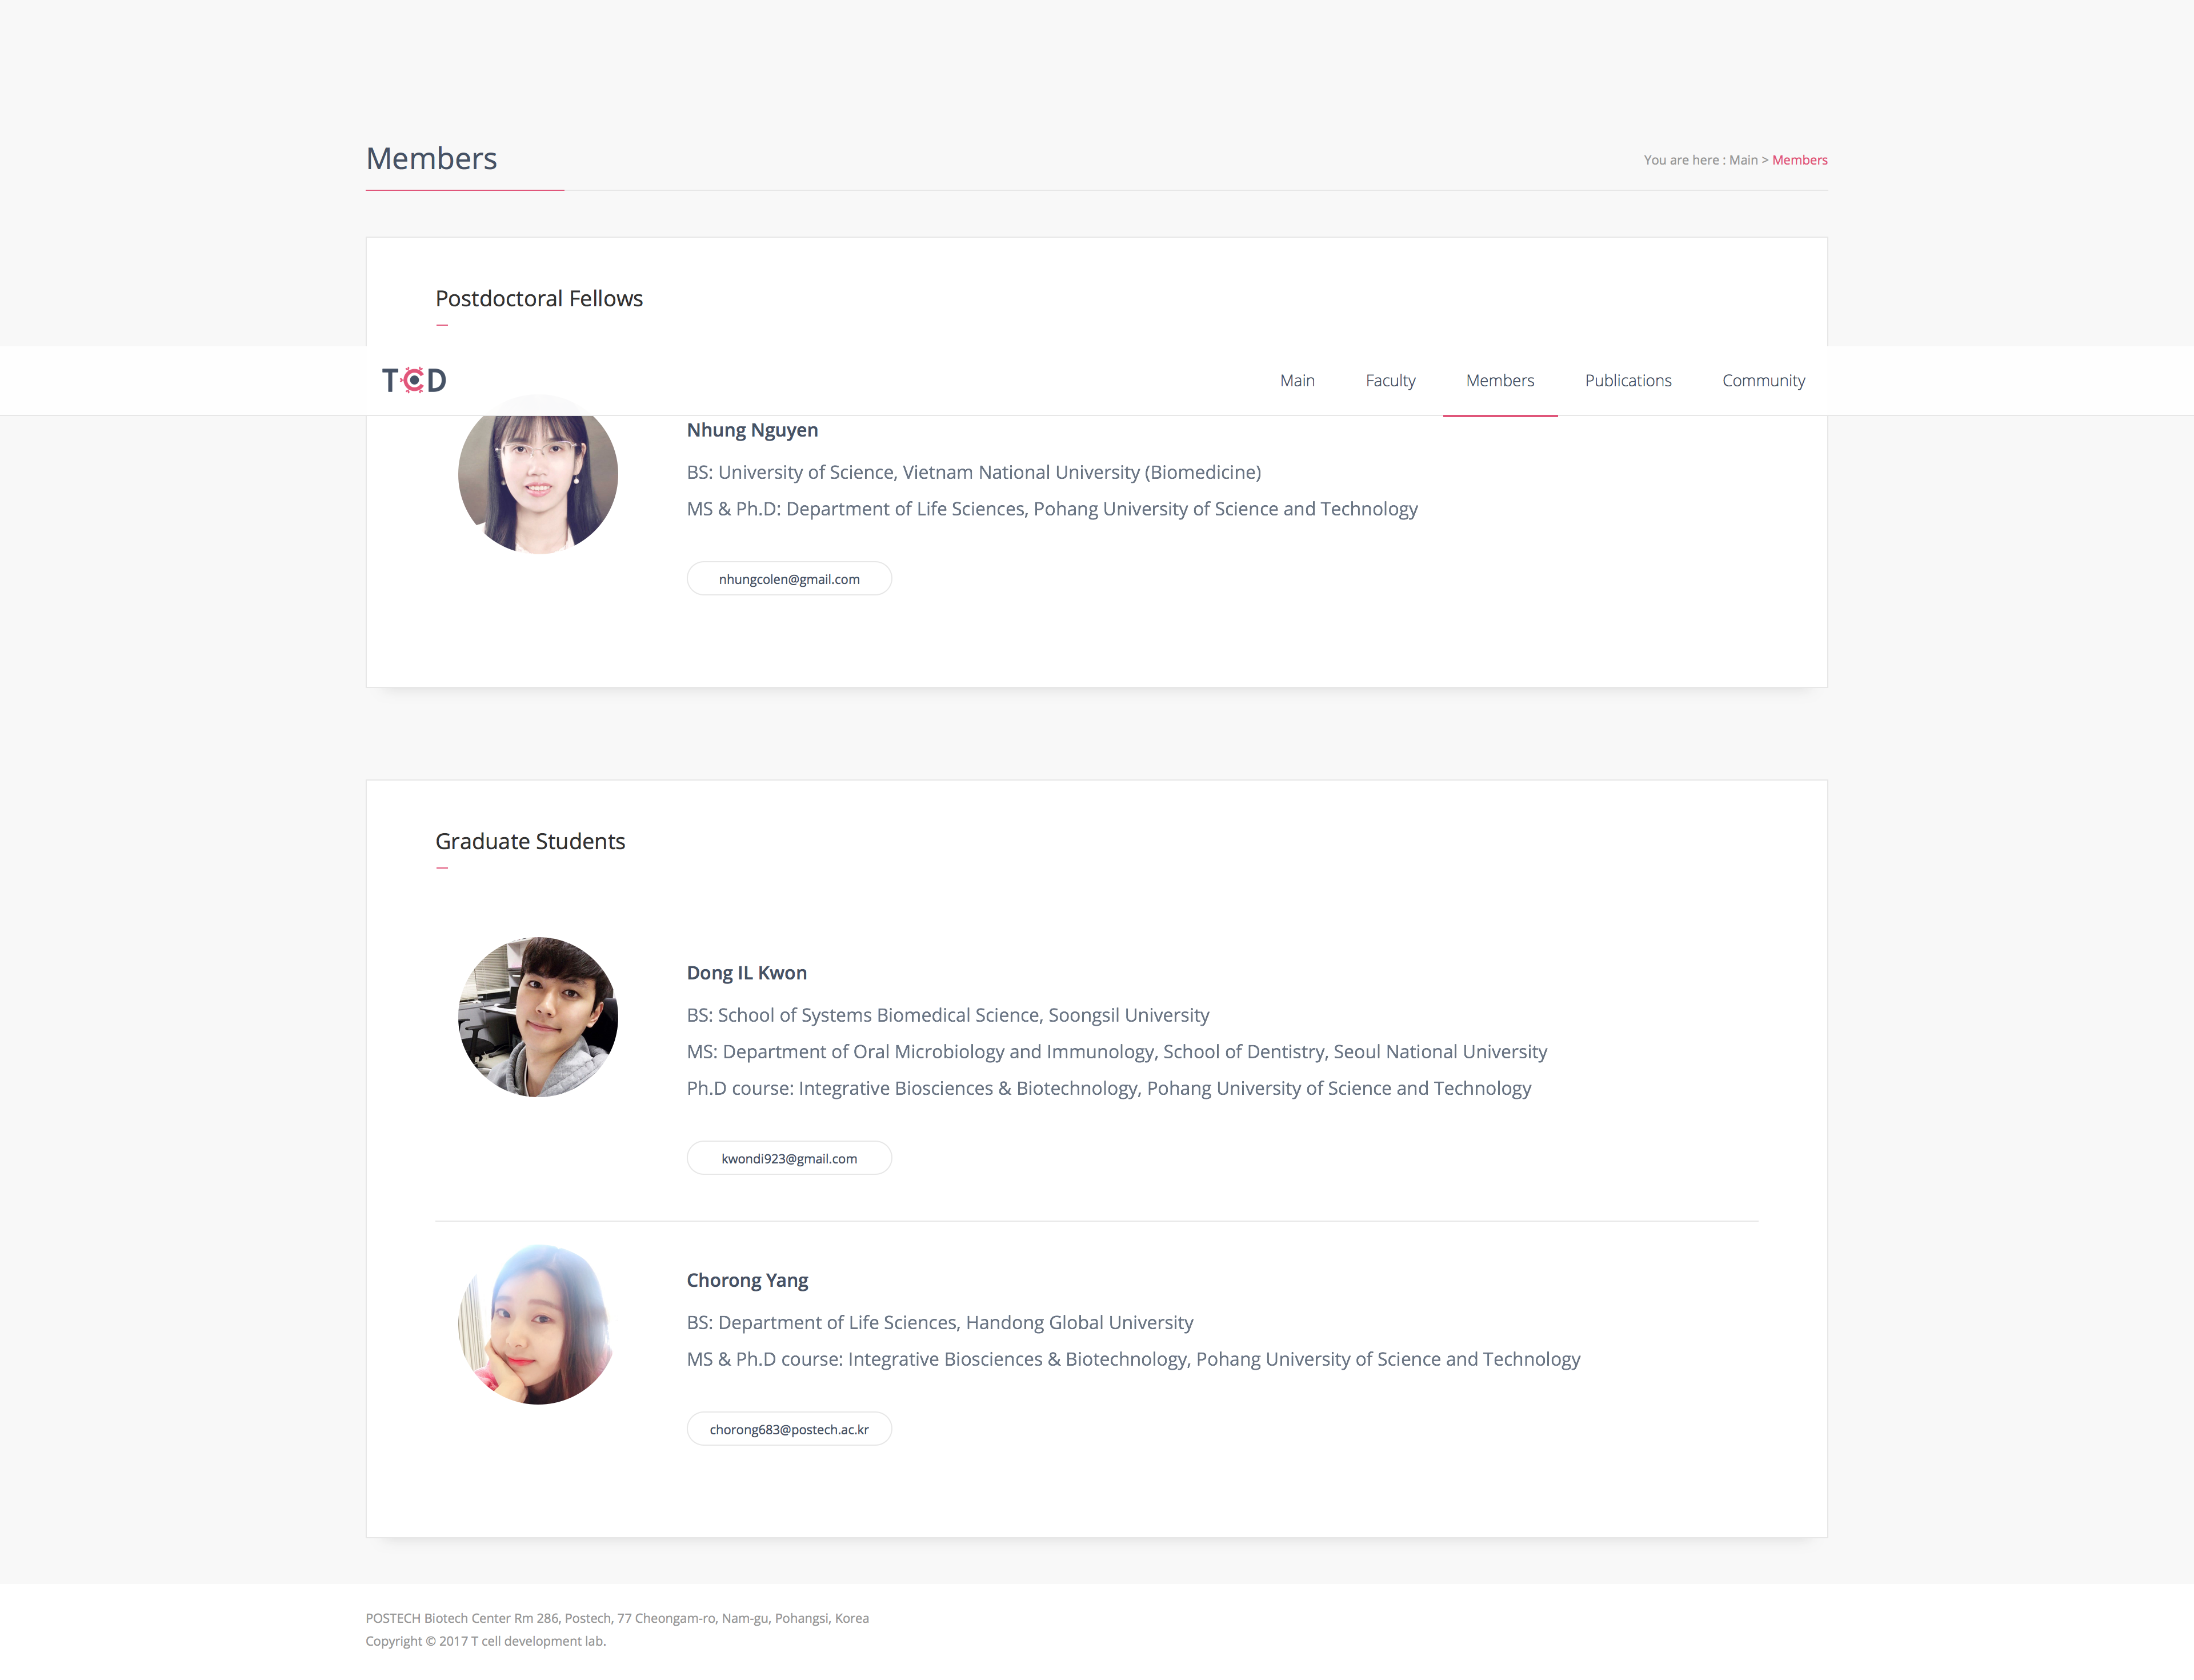 Members
You are here : Main > Members
Postdoctoral Fellows
TCD
Main
Faculty
Members
Publications
Community
Nhung Nguyen
BS: University of Science, Vietnam National University (Biomedicine)
MS & Ph.D: Department of Life Sciences, Pohang University of Science and Technology
nhungcolen@gmail.com
Graduate Students
Dong IL Kwon
BS: School of Systems Biomedical Science, Soongsil University
MS: Department of Oral Microbiology and Immunology, School of Dentistry, Seoul National University
Ph.D course: Integrative Biosciences & Biotechnology, Pohang University of Science and Technology
kwondi923@gmail.com
Chorong Yang
BS: Department of Life Sciences, Handong Global University
MS & Ph.D course: Integrative Biosciences & Biotechnology, Pohang University of Science and Technology
chorong683@postech.ac.kr
POSTECH Biotech Center Rm 286, Postech, 77 Cheongam-ro, Nam-gu, Pohangsi, Korea
Copyright © 2017 T cell development lab.